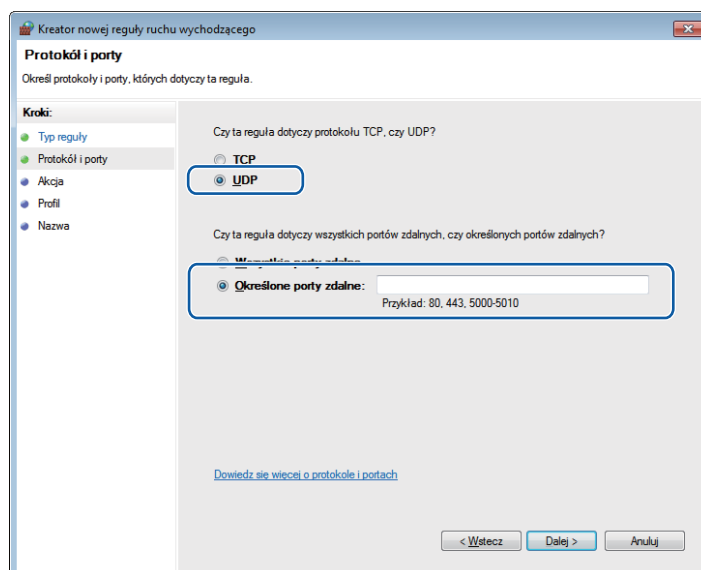 Kreator nowej reguły ruchu wychodzącego
Protokół i porty
Określ protokoły i porty, których dotyczy ta reguła.
Kroki:
Typ reguły
Protokół i porty
Akcja
Profil
Nazwa
Czy ta reguła dotyczy protokołu TCP, czy UDP?
TCP
UDP
Czy ta reguła dotyczy wszystkich portów zdalnych, czy określonych portów zdalnych?
Wszystkie porty zdalne
Określone porty zdalne:
Przykład: 80, 443, 5000-5010
Dowiedz się więcej o protokole i portach
< Wstecz
Dalej >
Anuluj